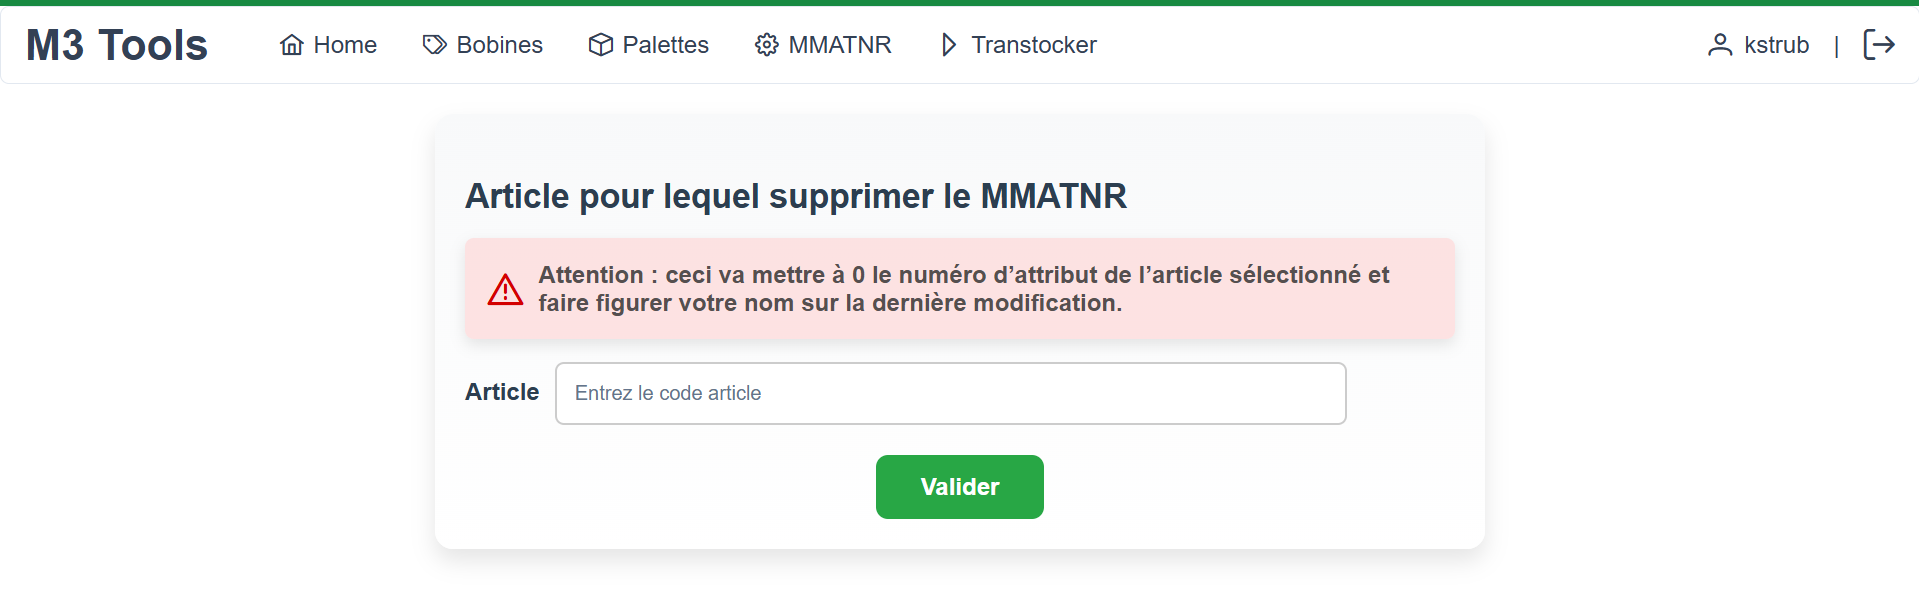 M3 Tools
Home
Bobines
Palettes
MMATNR
Transtocker
kstrub
|
Article pour lequel supprimer le MMATNR
Attention : ceci va mettre à 0 le numéro d’attribut de l’article sélectionné et
faire figurer votre nom sur la dernière modification.
Article
Entrez le code article
Valider